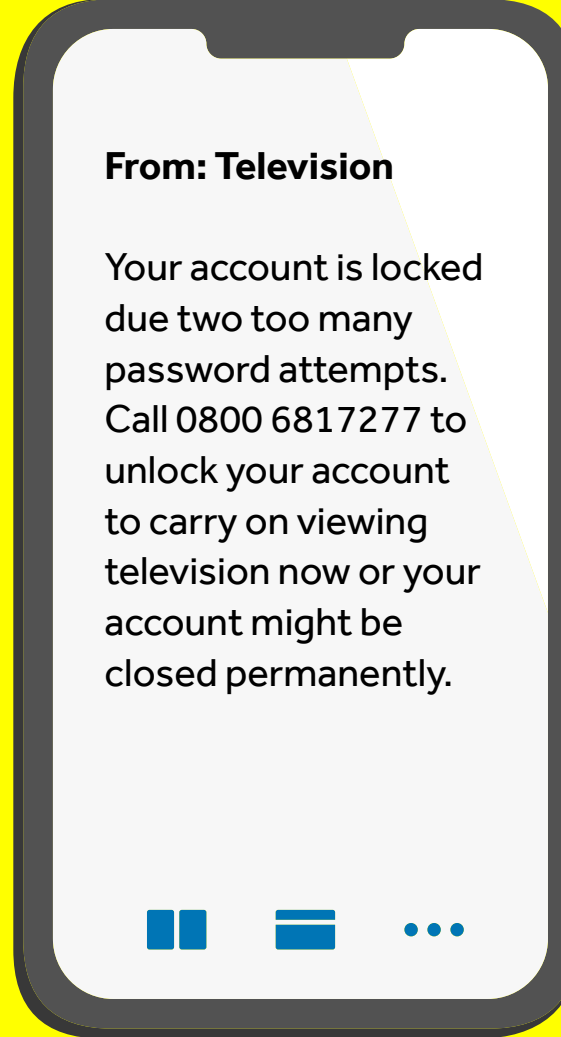 From: Television
Your account is locked
due two too many
password attempts.
Call 0800 6817277 to
unlock your account
to carry on viewing
television now or your
account might be
closed permanently.